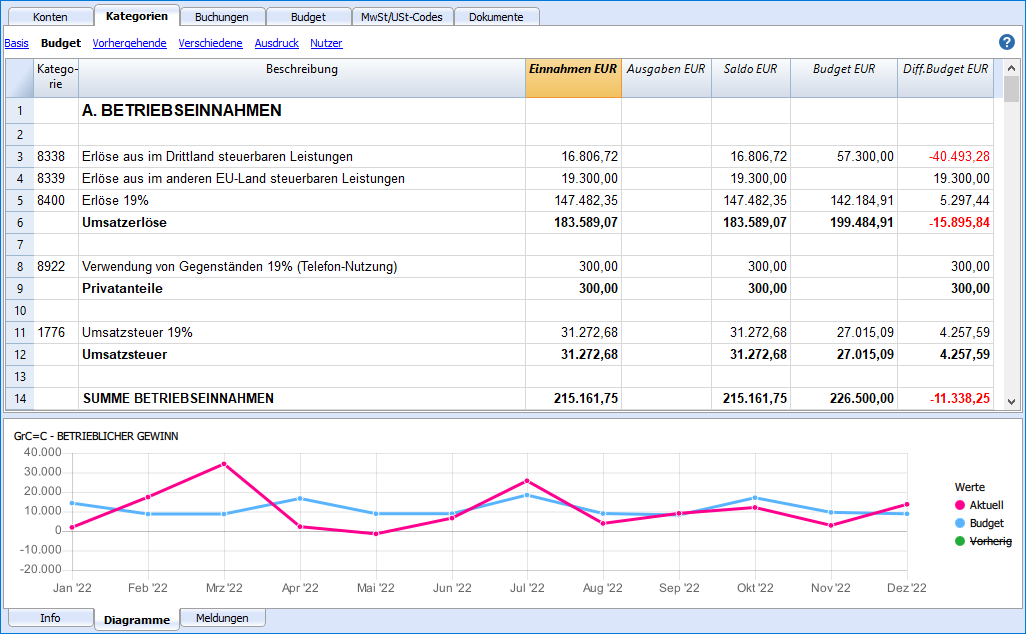 Konten Kategorien Buchungen Budget MwSt/USt-Codes Dokumente
Basis Budget Vorhergehende Verschiedene Ausdruck Nutzer ?
Katego-
rie Beschreibung Einnahmen EUR Ausgaben EUR Saldo EUR Budget EUR Diff.Budget EUR
1 A. BETRIEBSEINNAHMEN
2
3 8338 Erlöse aus im Drittland steuerbaren Leistungen 16.806,72 16.806,72 57.300,00 -40.493,28
4 8339 Erlöse aus im anderen EU-Land steuerbaren Leistungen 19.300,00 19.300,00 19.300,00
5 8400 Erlöse 19% 147.482,35 147.482,35 142.184,91 5.297,44
6 Umsatzerlöse 183.589,07 183.589,07 199.484,91 -15.895,84
7
8 8922 Verwendung von Gegenständen 19% (Telefon-Nutzung) 300,00 300,00 300,00
9 Privatanteile 300,00 300,00 300,00
10
11 1776 Umsatzsteuer 19% 31.272,68 31.272,68 27.015,09 4.257,59
12 Umsatzsteuer 31.272,68 31.272,68 27.015,09 4.257,59
13
14 SUMME BETRIEBSEINNAHMEN 215.161,75 215.161,75 226.500,00 -11.338,25
GrC=C - BETRIEBLICHER GEWINN
40.000
30.000
20.000
10.000
0
-10.000
-20.000
Jan '22 Feb '22 Mrz '22 Apr '22 Mai '22 Jun '22 Jul '22 Aug '22 Sep '22 Okt '22 Nov '22 Dez '22
Werte
Aktuell
Budget
Vorherig
Info Diagramme Meldungen